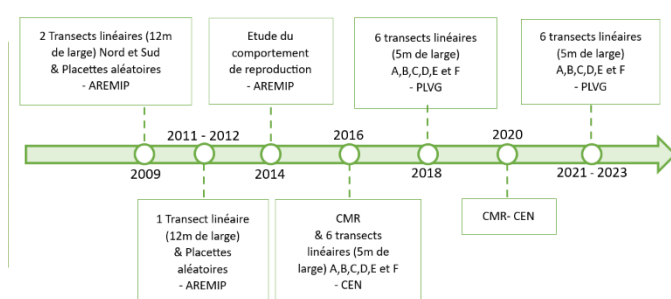 2 Transects linéaires (12m
de large) Nord et Sud
& Placettes aléatoires
- AREMIP
Etude du
comportement
de reproduction
- AREMIP
6 transects linéaires
(5m de large)
A,B,C,D,E et F
- PLVG
6 transects linéaires
(5m de large)
A,B,C,D,E et F
- PLVG
2011 - 2012
2016
2020
2009
2014
2018
2021 - 2023
1 Transect linéaire
(12m de large)
& Placettes
aléatoires
- AREMIP
CMR
& 6 transects
linéaires (5m de
large) A,B,C,D,E et F
- CEN
CMR- CEN